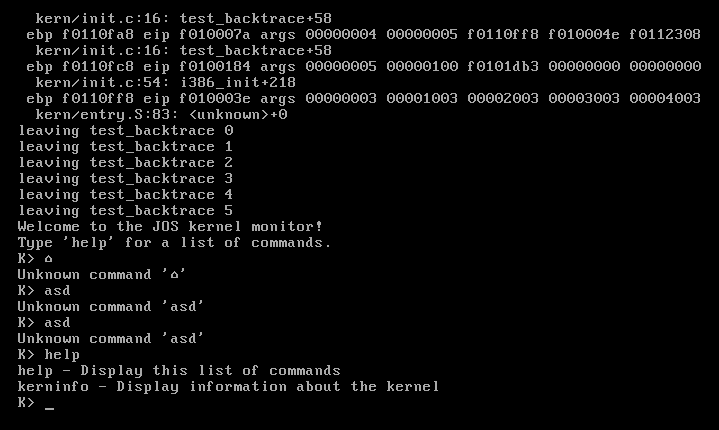 kern/init.c:16: test_backtrace+58
ebp f0110fa8 eip f010007a args 00000004 00000005 f0110ff8 f010004e f0112308
kern/init.c:16: test_backtrace+58
ebp f0110fc8 eip f0100184 args 00000005 00000100 f0101db3 00000000 00000000
kern/init.c:54: i386_init+218
ebp f0110ff8 eip f010003e args 00000003 00001003 00002003 00003003 00004003
kern/entry.S:83: <unknown>+0
leaving test_backtrace 0
leaving test_backtrace 1
leaving test_backtrace 2
leaving test_backtrace 3
leaving test_backtrace 4
leaving test_backtrace 5
Welcome to the JOS kernel monitor!
Type 'help' for a list of commands.
K> ⌂
Unknown command '⌂'
K> asd
Unknown command 'asd'
K> asd
Unknown command 'asd'
K> help
help - Display this list of commands
kerninfo - Display information about the kernel
K> _